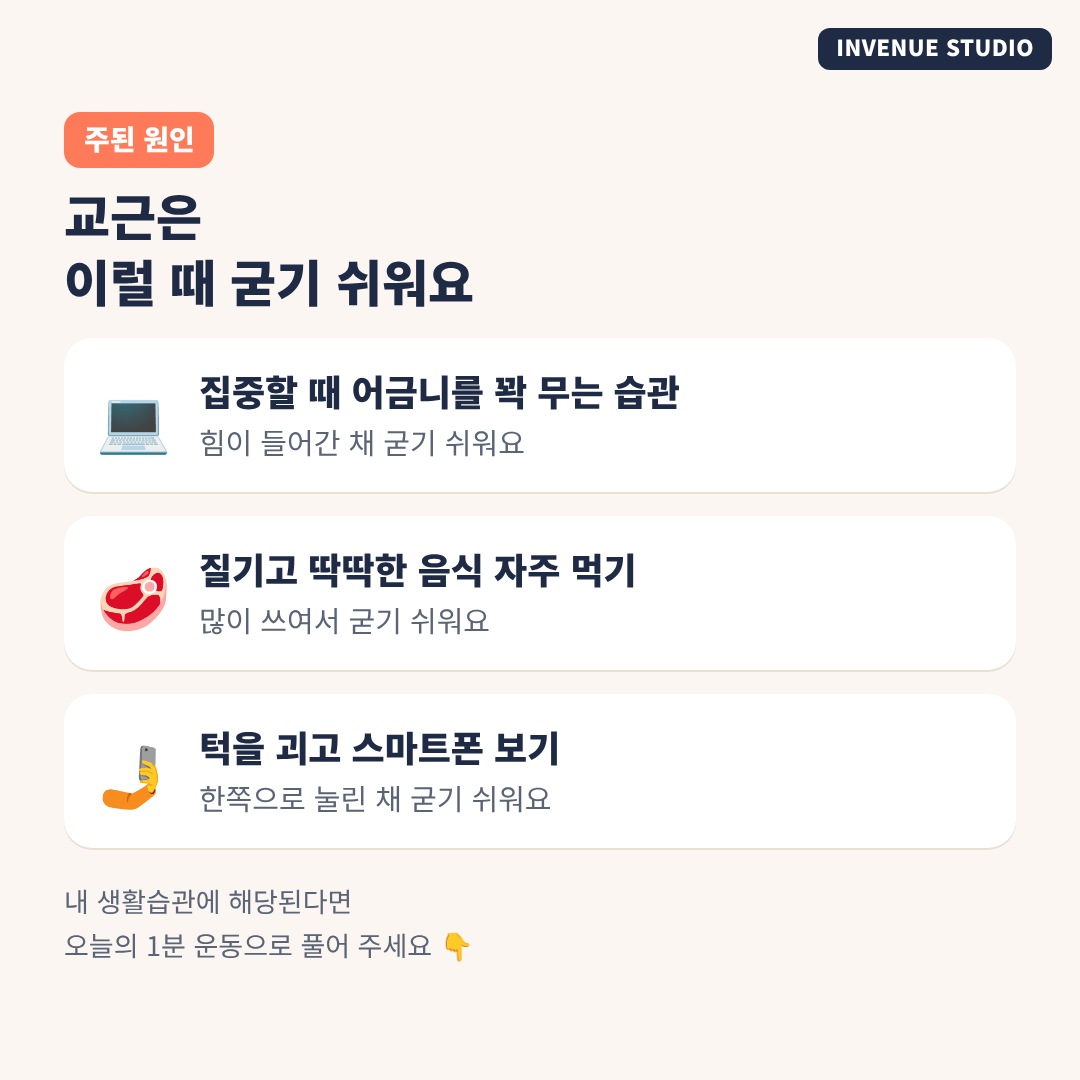 INVENUE STUDIO
주된 원인
교근은
이럴 때 굳기 쉬워요
집중할 때 어금니를 꽉 무는 습관
힘이 들어간 채 굳기 쉬워요
질기고 딱딱한 음식 자주 먹기
많이 쓰여서 굳기 쉬워요
턱을 괴고 스마트폰 보기
한쪽으로 눌린 채 굳기 쉬워요
내 생활습관에 해당된다면
오늘의 1분 운동으로 풀어 주세요 👇